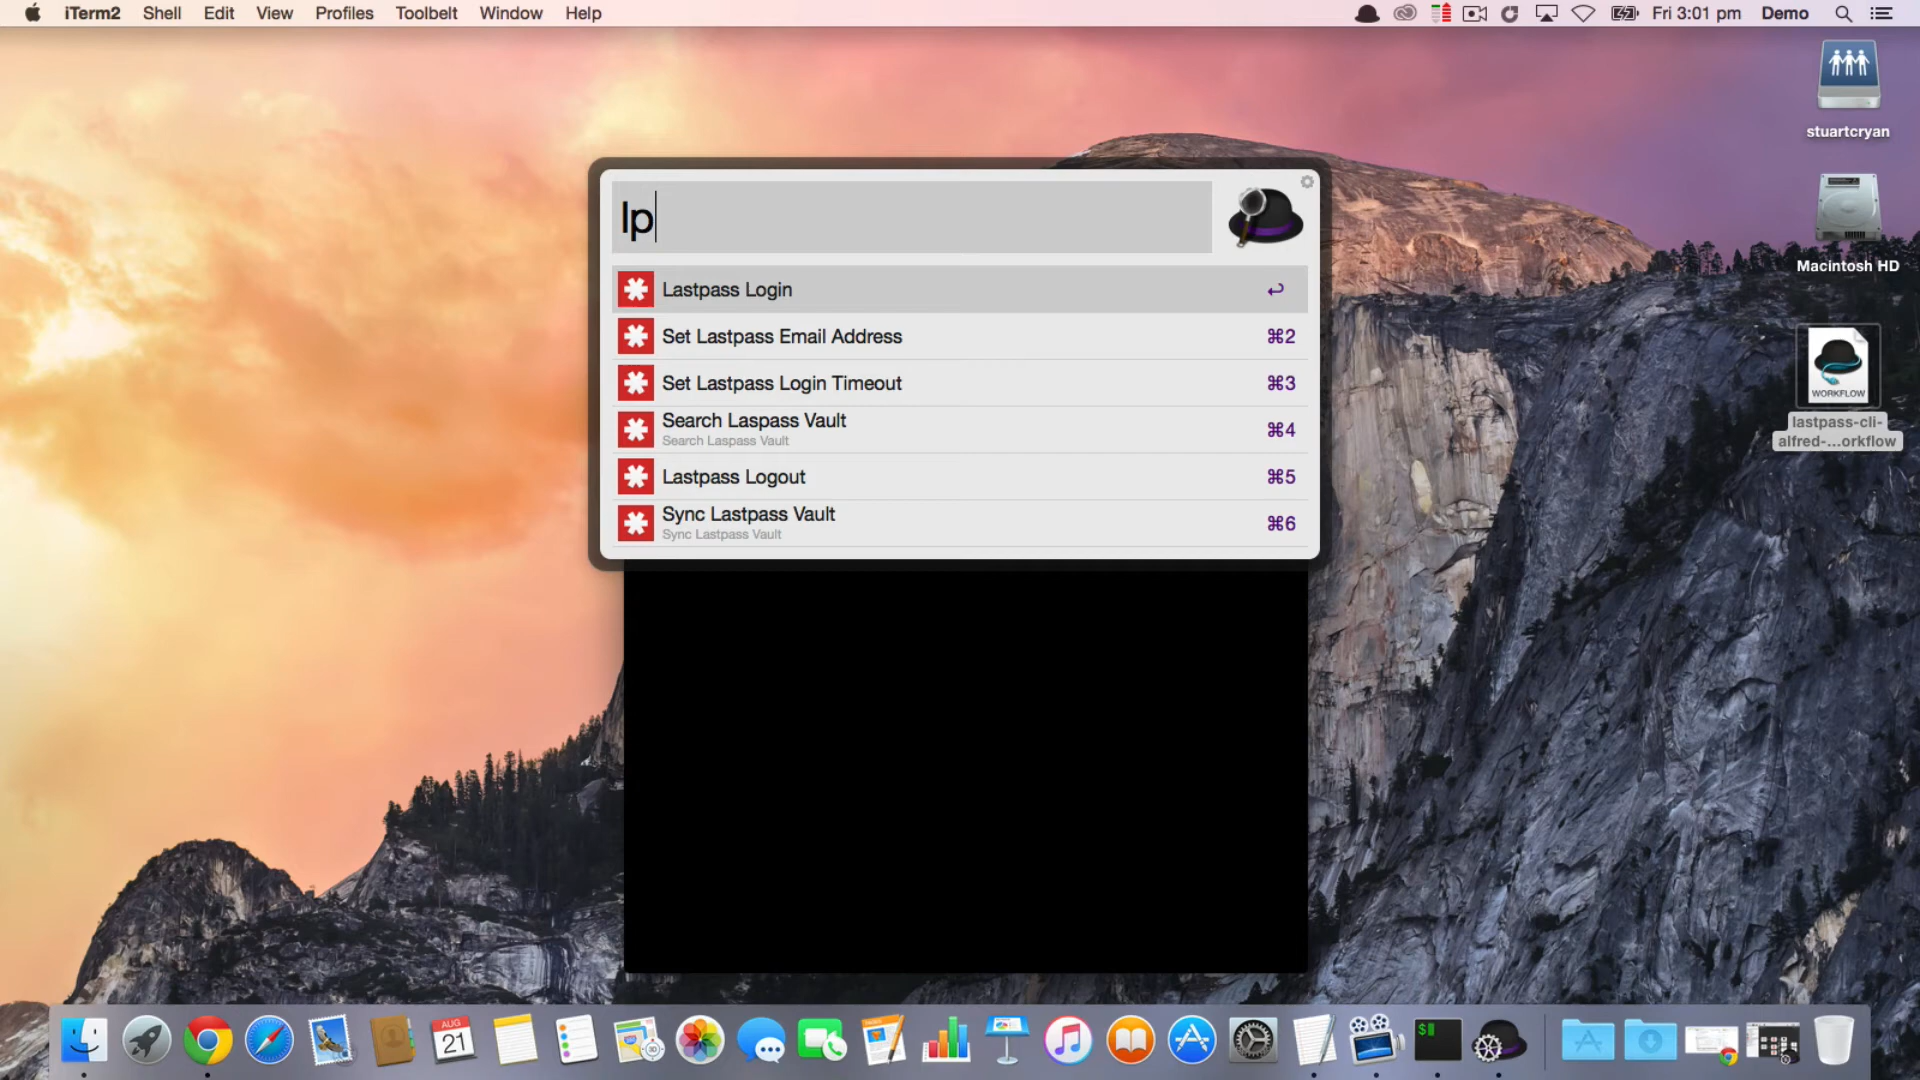 iTerm2 Shell Edit View Profiles Toolbelt Window Help Fri 3:01 pm Demo
stuartcryan
Macintosh HD
WORKFLOW
lastpass-cli-
alfred-...orkflow
lp
Lastpass Login ↩
Set Lastpass Email Address ⌘2
Set Lastpass Login Timeout ⌘3
Search Laspass Vault ⌘4
Search Laspass Vault
Lastpass Logout ⌘5
Sync Lastpass Vault ⌘6
Sync Lastpass Vault
AUG
21
$